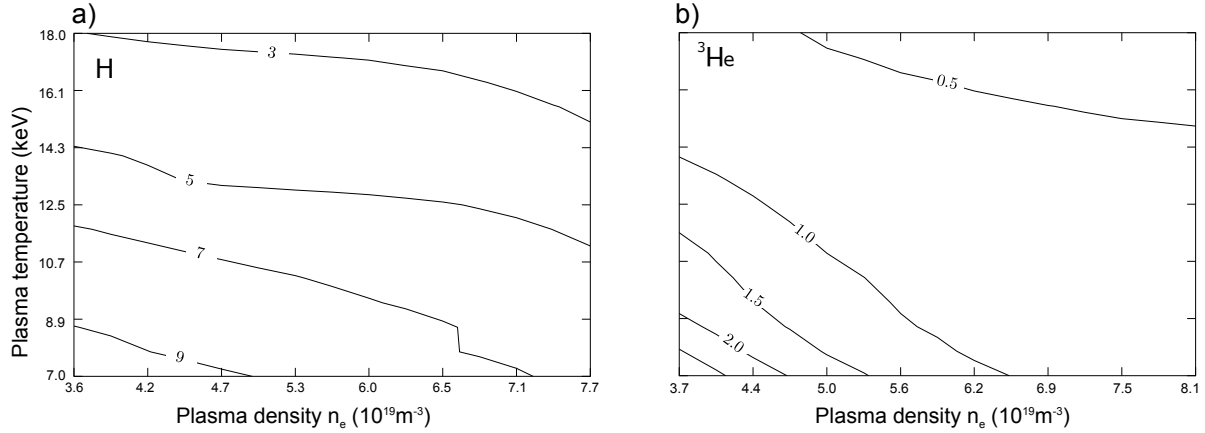 a)
H
3
5
7
9
18.0
16.1
14.3
12.5
10.7
8.9
7.0
Plasma temperature (keV)
3.6 4.2 4.7 5.3 6.0 6.5 7.1 7.7
Plasma density nₑ (10¹⁹m⁻³)
b)
³He
0.5
1.0
1.5
2.0
3.7 4.4 5.0 5.6 6.2 6.9 7.5 8.1
Plasma density nₑ (10¹⁹m⁻³)